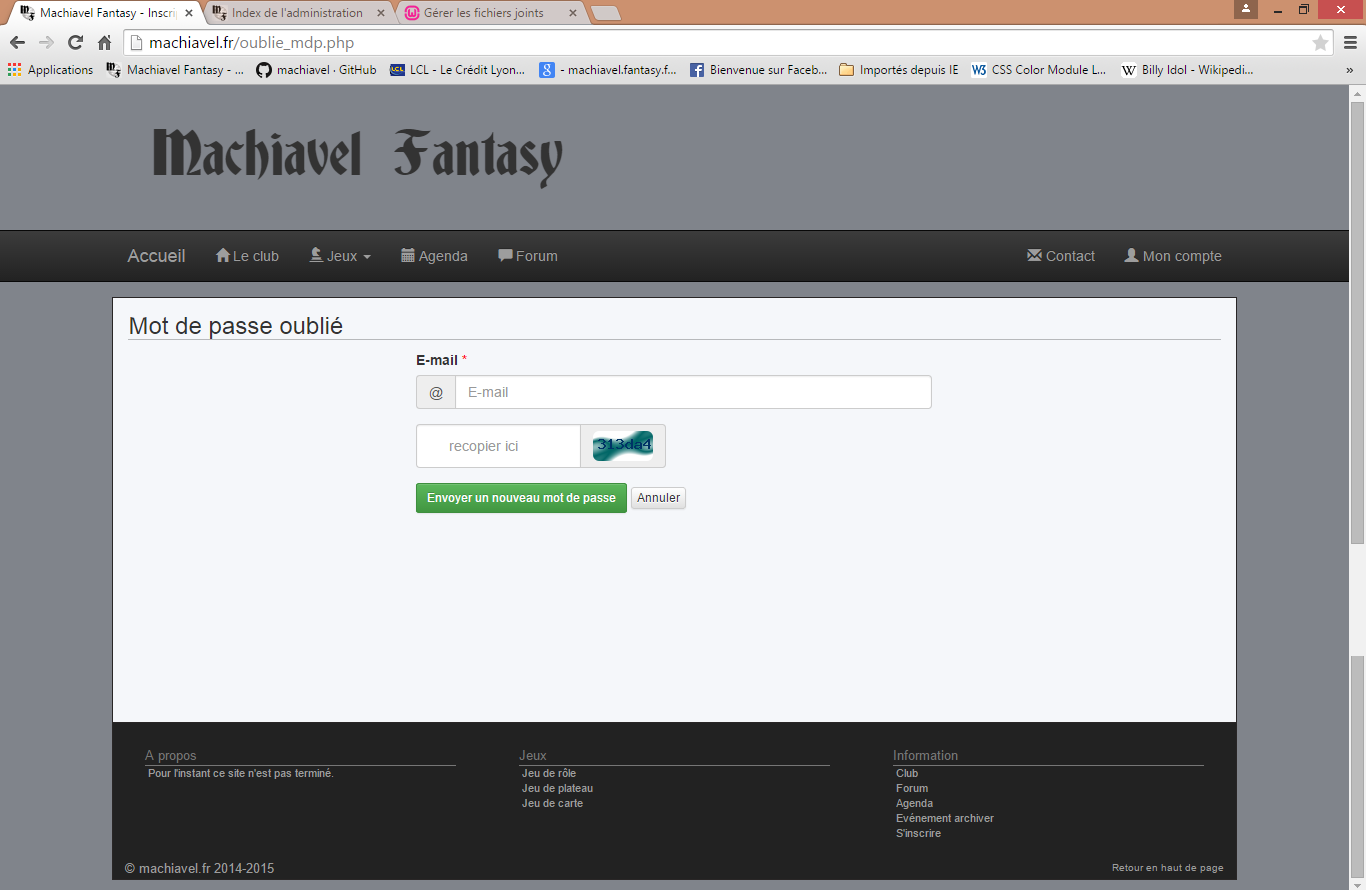 Machiavel Fantasy - Inscri
Index de l'administration
Gérer les fichiers joints
machiavel.fr/oublie_mdp.php
Applications
Machiavel Fantasy - ...
machiavel · GitHub
LCL - Le Crédit Lyon...
- machiavel.fantasy.f...
Bienvenue sur Faceb...
Importés depuis IE
CSS Color Module L...
Billy Idol - Wikipedi...
»
Machiavel Fantasy
Accueil
Le club
Jeux
Agenda
Forum
Contact
Mon compte
Mot de passe oublié
E-mail *
@ E-mail
recopier ici
313da4
Envoyer un nouveau mot de passe
Annuler
A propos
Pour l'instant ce site n'est pas terminé.
Jeux
Jeu de rôle
Jeu de plateau
Jeu de carte
Information
Club
Forum
Agenda
Evénement archiver
S'inscrire
© machiavel.fr 2014-2015
Retour en haut de page